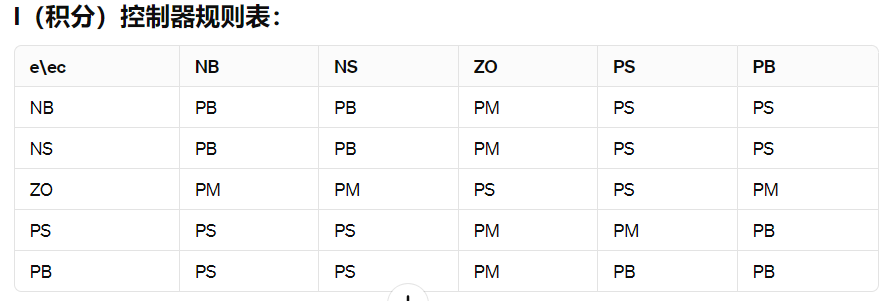 I（积分）控制器规则表：
e\ec NB NS ZO PS PB
NB PB PB PM PS PS
NS PB PB PM PS PS
ZO PM PM PS PS PM
PS PS PS PM PM PB
PB PS PS PM PB PB